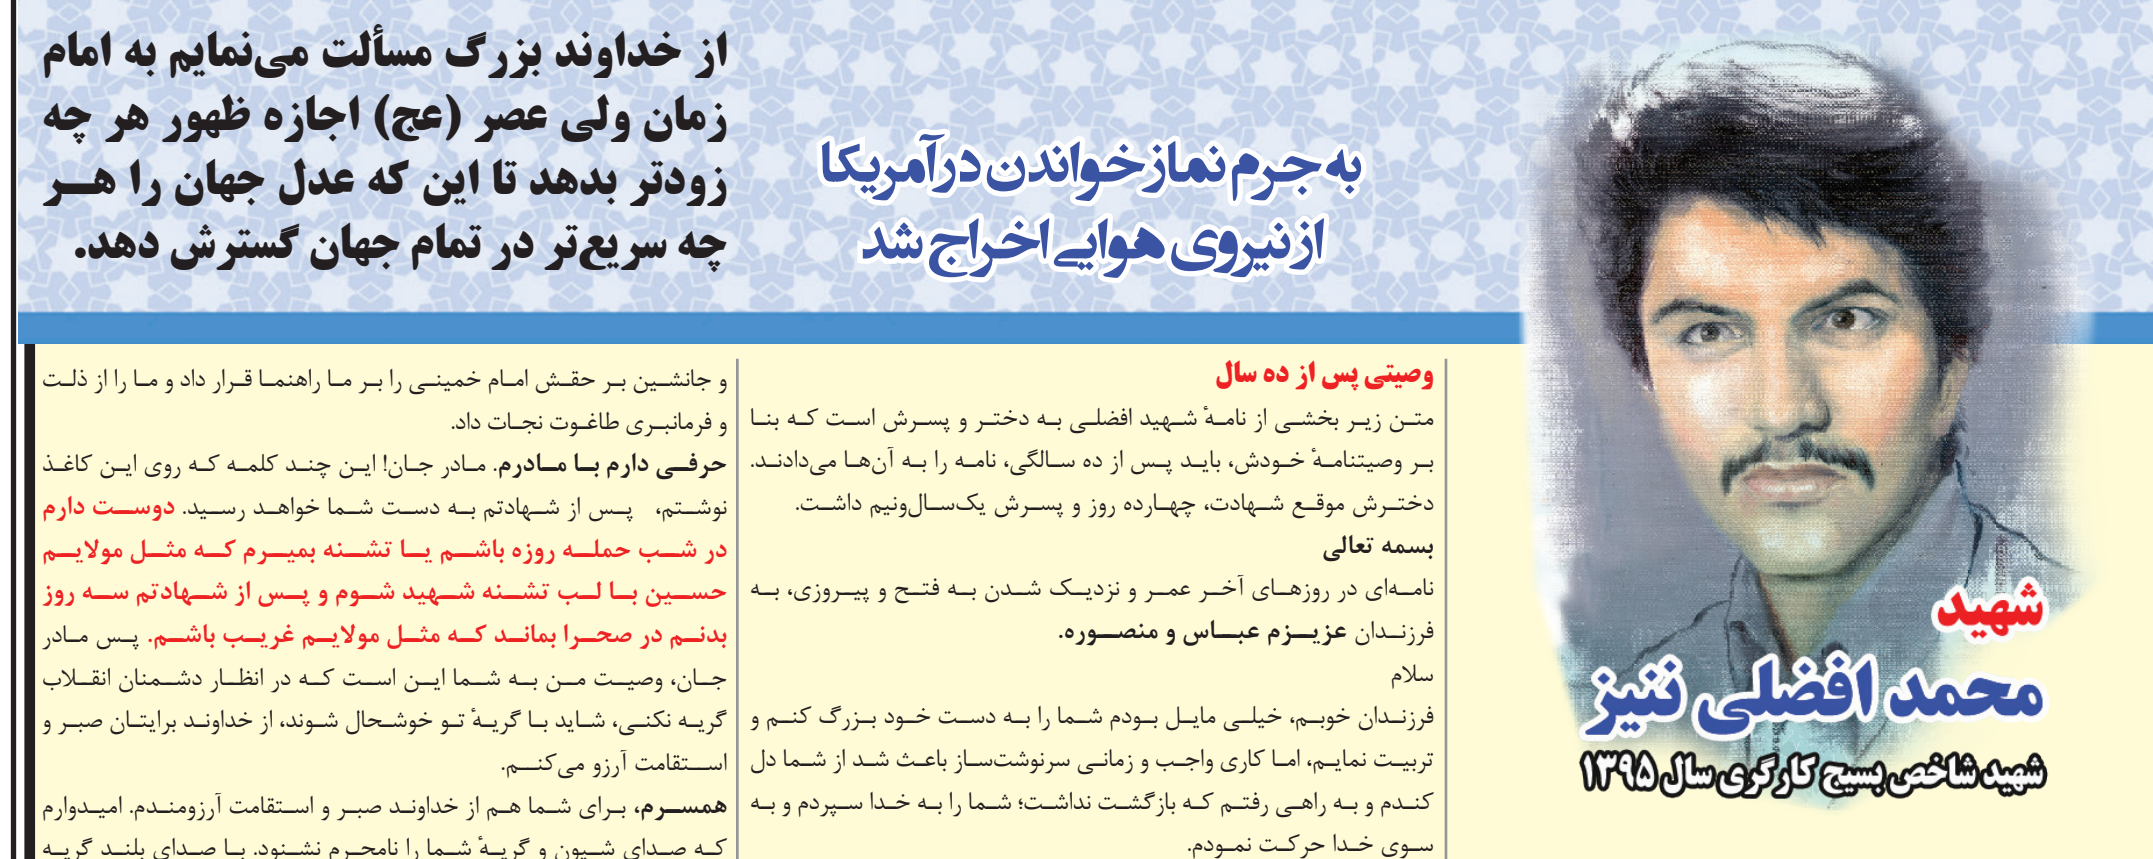 از خداوند بزرگ مسألت می‌نمایم به امام
زمان ولی عصر (عج) اجازه ظهور هر چه
زودتر بدهد تا این که عدل جهان را هر
چه سریع‌تر در تمام جهان گسترش دهد.
به جرم نماز خواندن در آمریکا
از نیروی هوایی اخراج شد
شهید
محمد افضلی ننیز
شهید شاخص بسیج کارگری سال ۱۳۹۵
وصیتی پس از ده سال
متن زیر بخشی از نامهٔ شهید افضلی به دختر و پسرش است که بنا
بر وصیتنامهٔ خودش، باید پس از ده سالگی، نامه را به آن‌ها می‌دادند.
دخترش موقع شهادت، چهارده روز و پسرش یک‌سال‌ونیم داشت.
بسمه تعالی
نامه‌ای در روزهای آخر عمر و نزدیک شدن به فتح و پیروزی، به
فرزندان عزیزم عباس و منصوره.
سلام
فرزندان خوبم، خیلی مایل بودم شما را به دست خود بزرگ کنم و
تربیت نمایم، اما کاری واجب و زمانی سرنوشت‌ساز باعث شد از شما دل
کندم و به راهی رفتم که بازگشت نداشت؛ شما را به خدا سپردم و به
سوی خدا حرکت نمودم.
و جانشین بر حقش امام خمینی را بر ما راهنما قرار داد و ما را از ذلت
و فرمانبری طاغوت نجات داد.
حرفی دارم با مادرم. مادر جان! این چند کلمه که روی این کاغذ
نوشتم، پس از شهادتم به دست شما خواهد رسید. دوست دارم
در شب حمله روزه باشم یا تشنه بمیرم که مثل مولایم
حسین با لب تشنه شهید شوم و پس از شهادتم سه روز
بدنم در صحرا بماند که مثل مولایم غریب باشم. پس مادر
جان، وصیت من به شما این است که در انظار دشمنان انقلاب
گریه نکنی، شاید با گریهٔ تو خوشحال شوند، از خداوند برایتان صبر و
استقامت آرزو می‌کنم.
همسرم، برای شما هم از خداوند صبر و استقامت آرزومندم. امیدوارم
که صدای شیون و گریهٔ شما را نامحرم نشنود. با صدای بلند گریه